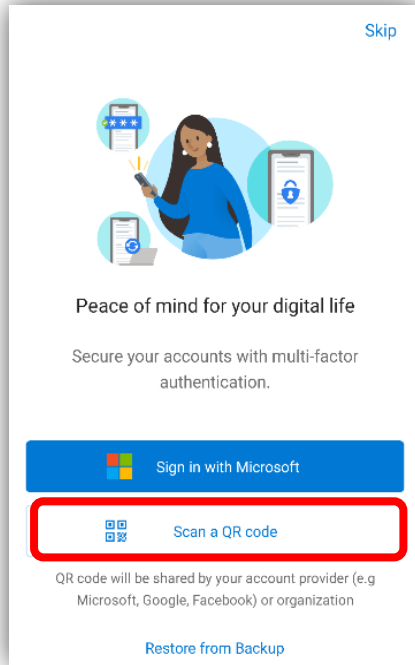 Skip
***
Peace of mind for your digital life
Secure your accounts with multi-factor
authentication.
Sign in with Microsoft
Scan a QR code
QR code will be shared by your account provider (e.g
Microsoft, Google, Facebook) or organization
Restore from Backup